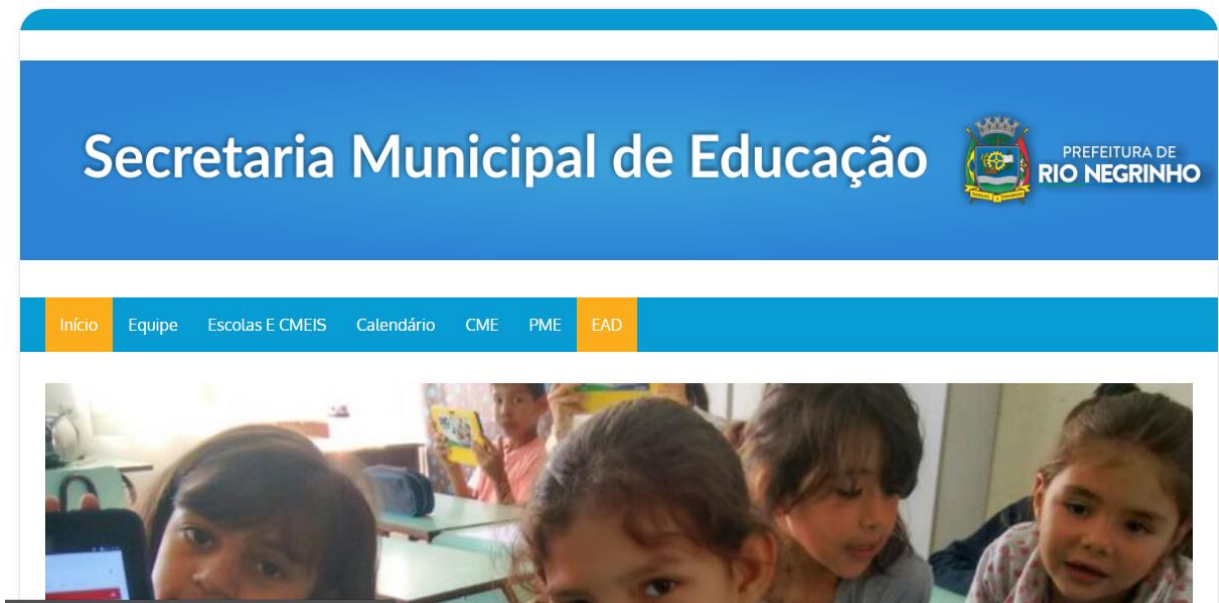 Secretaria Municipal de Educação
PREFEITURA DE
RIO NEGRINHO
Início Equipe Escolas E CMEIS Calendário CME PME EAD